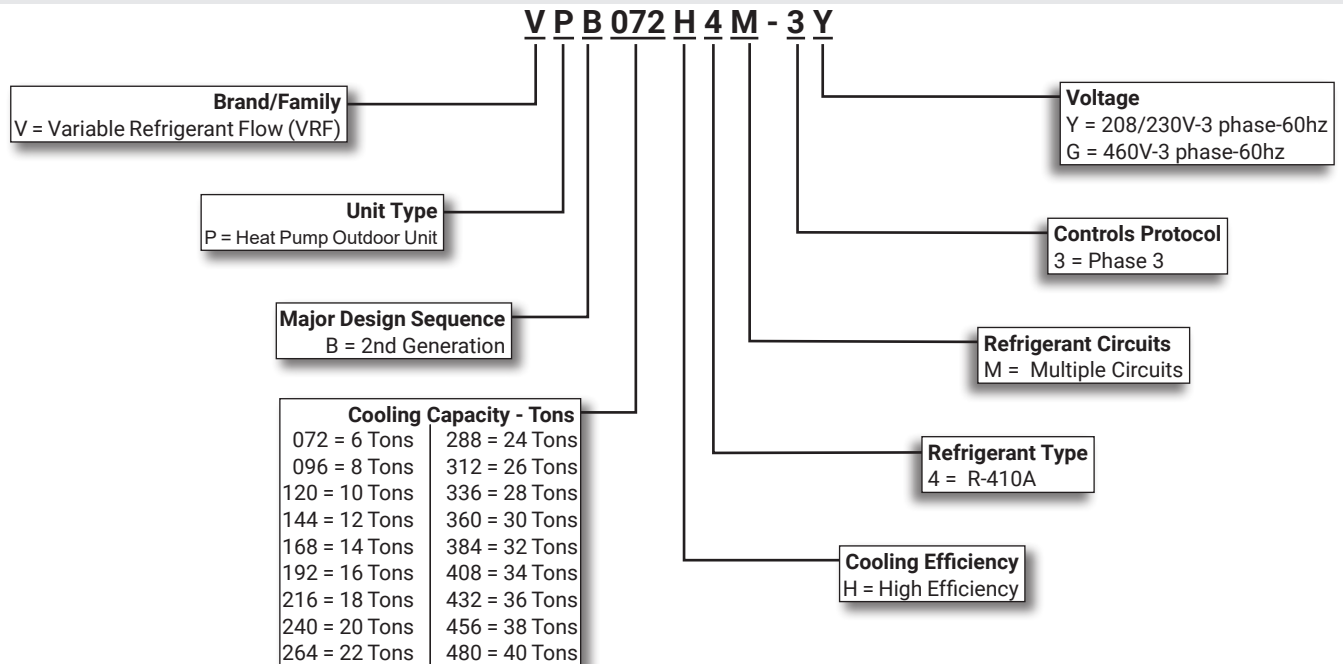 V P B 072 H 4 M - 3 Y
Brand/Family
V = Variable Refrigerant Flow (VRF)
Unit Type
P = Heat Pump Outdoor Unit
Major Design Sequence
B = 2nd Generation
Cooling Capacity - Tons
072 = 6 Tons 288 = 24 Tons
096 = 8 Tons 312 = 26 Tons
120 = 10 Tons 336 = 28 Tons
144 = 12 Tons 360 = 30 Tons
168 = 14 Tons 384 = 32 Tons
192 = 16 Tons 408 = 34 Tons
216 = 18 Tons 432 = 36 Tons
240 = 20 Tons 456 = 38 Tons
264 = 22 Tons 480 = 40 Tons
Voltage
Y = 208/230V-3 phase-60hz
G = 460V-3 phase-60hz
Controls Protocol
3 = Phase 3
Refrigerant Circuits
M = Multiple Circuits
Refrigerant Type
4 = R-410A
Cooling Efficiency
H = High Efficiency